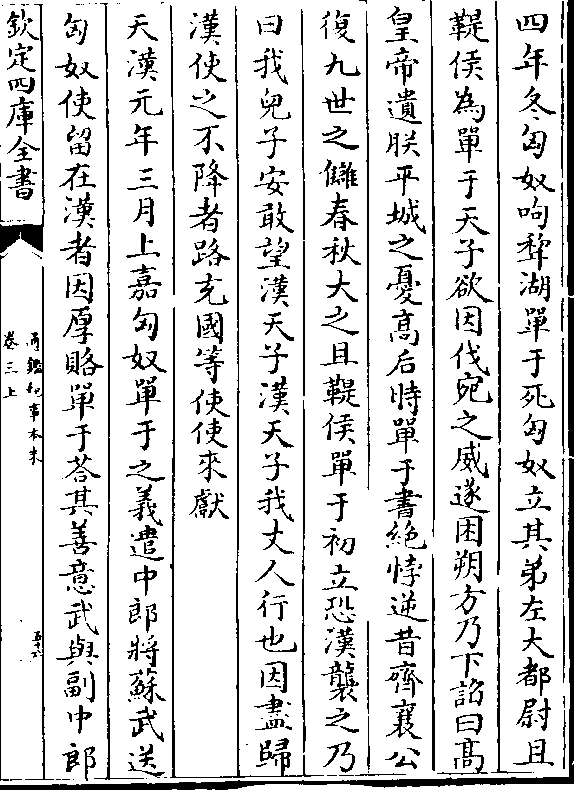 四年冬匈奴呴犂湖單于死匈奴立其弟左大都尉且
鞮侯為單于天子欲因伐宛之威遂困朔方乃下詔曰髙
皇帝遺朕平城之憂髙后時單于書絶悖逆昔齊襄公
復九世之讎春秋大之且鞮侯單于初立恐漢襲之乃
曰我兒子安敢望漢天子漢天子我丈人行也因盡歸
漢使之不降者路充國等使使來獻
天漢元年三月上嘉匈奴單于之義遣中郎將蘇武送
匈奴使留在漢者因厚賂單于荅其善意武與副中郎
欽定四庫全書
通鑑紀事本末
卷三上
五十六